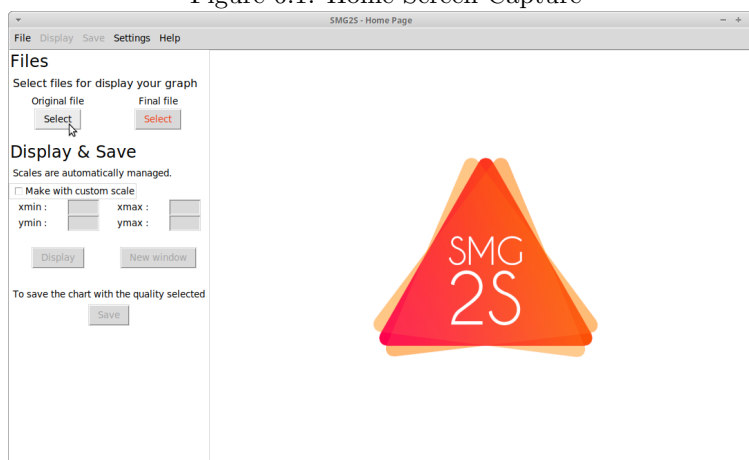 Figure 6.1: Home Screen Capture
SMG2S - Home Page
File Display Save Settings Help
Files
Select files for display your graph
Original file Final file
Select Select
Display & Save
Scales are automatically managed.
Make with custom scale
xmin : xmax :
ymin : ymax :
Display New window
To save the chart with the quality selected
Save
SMG
2S